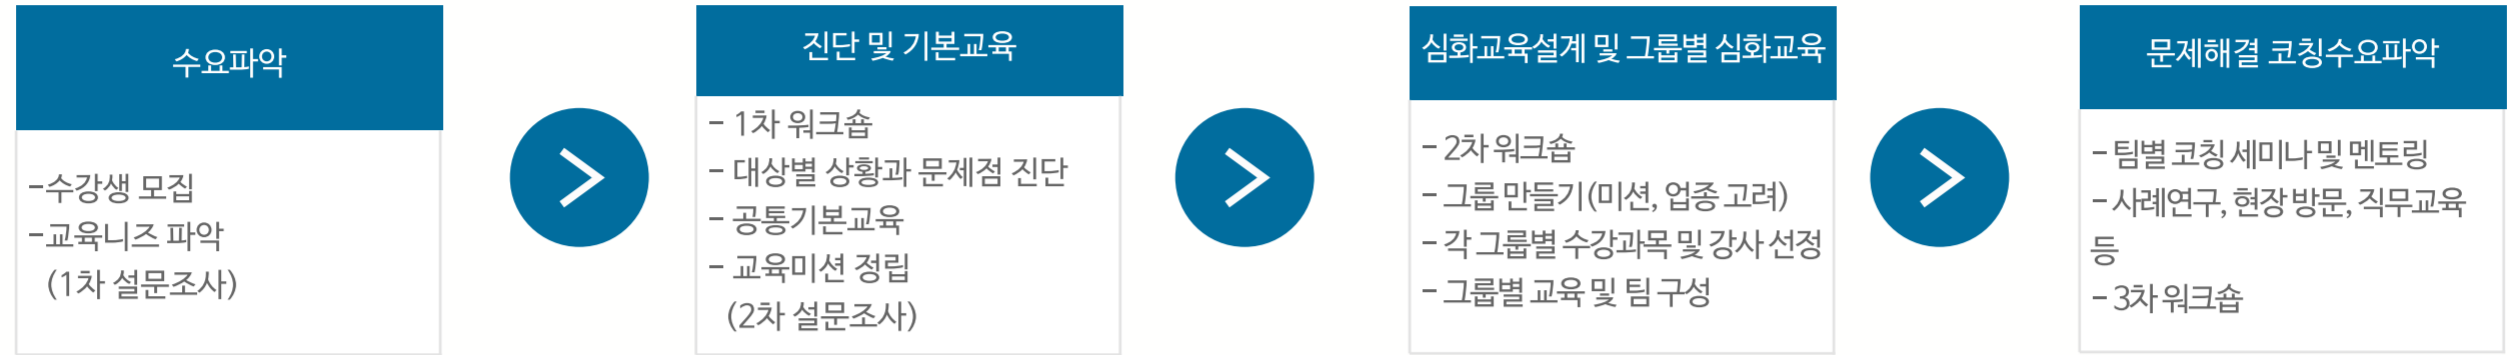 수요파악
-수강생 모집
-교육니즈 파악
(1차 설문조사)
진단 및 기본교육
- 1차 워크숍
- 대상별 상황과 문제점 진단
-공통기본교육
- 교육미션 정립
(2차 설문조사)
심화교육설계 및 그룹별 심화교육
- 2차 워크숍
- 그룹 만들기(미션, 업종 고려)
- 각 그룹별 수강과목 및 강사 선정
- 그룹별 교육 및 팀 구성
문제해결 코칭수요파악
- 팀별 코칭 세미나 및 멘토링
-사례연구, 현장 방문, 직무교육
등
- 3차 워크숍